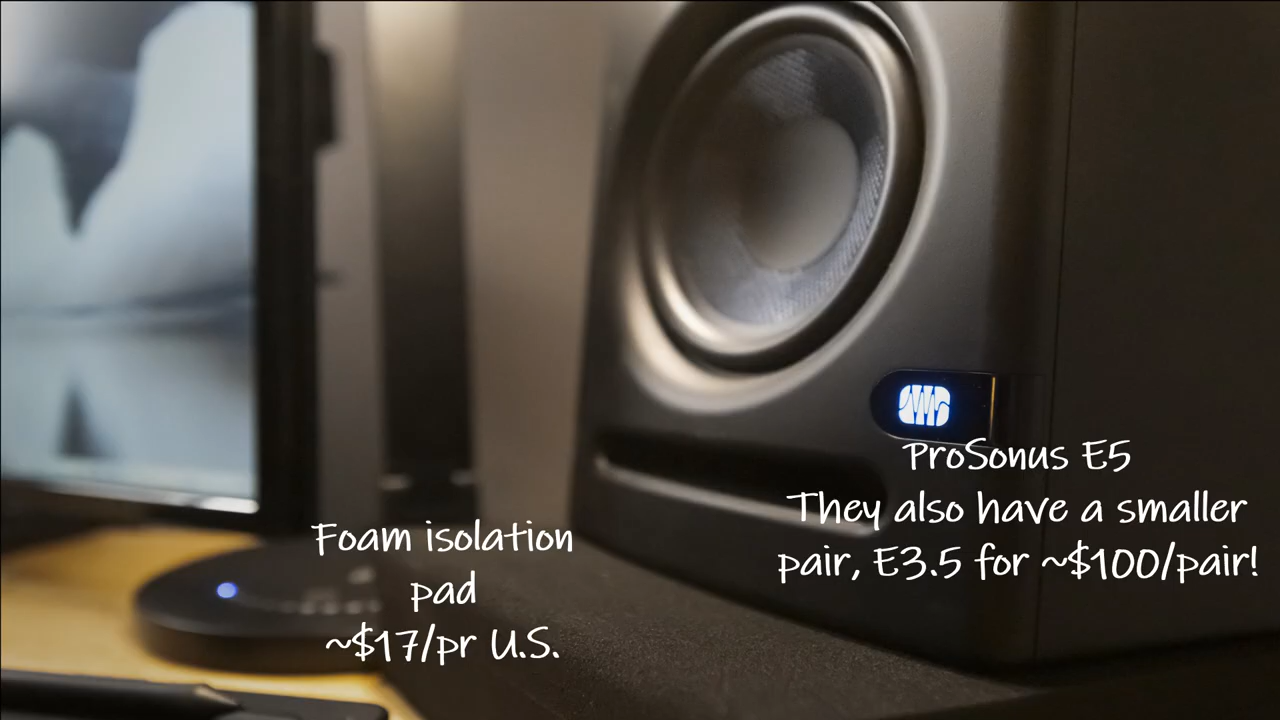 ProSonus E5
They also have a smaller
pair, E3.5 for ~$100/pair!
Foam isolation
pad
~$17/pr U.S.